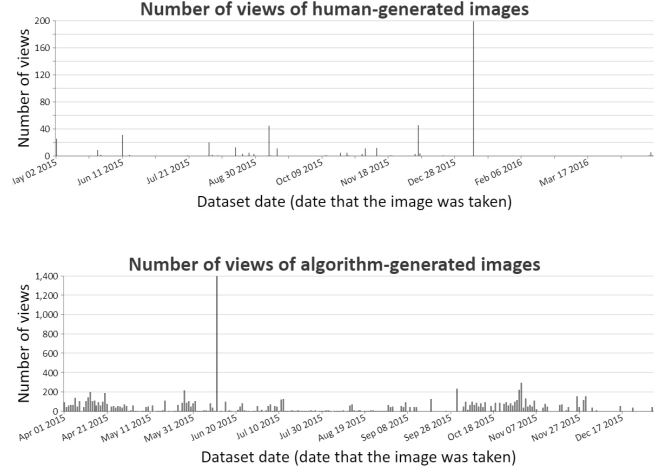 Number of views of human-generated images
Number of views
200
160
120
80
40
0
ay 02 2015 Jun 11 2015 Jul 21 2015 Aug 30 2015 Oct 09 2015 Nov 18 2015 Dec 28 2015 Feb 06 2016 Mar 17 2016
Dataset date (date that the image was taken)
Number of views of algorithm-generated images
Number of views
1,400
1,200
1,000
800
600
400
200
0
Apr 01 2015 Apr 21 2015 May 11 2015 May 31 2015 Jun 20 2015 Jul 10 2015 Jul 30 2015 Aug 19 2015 Sep 08 2015 Sep 28 2015 Oct 18 2015 Nov 07 2015 Nov 27 2015 Dec 17 2015
Dataset date (date that the image was taken)